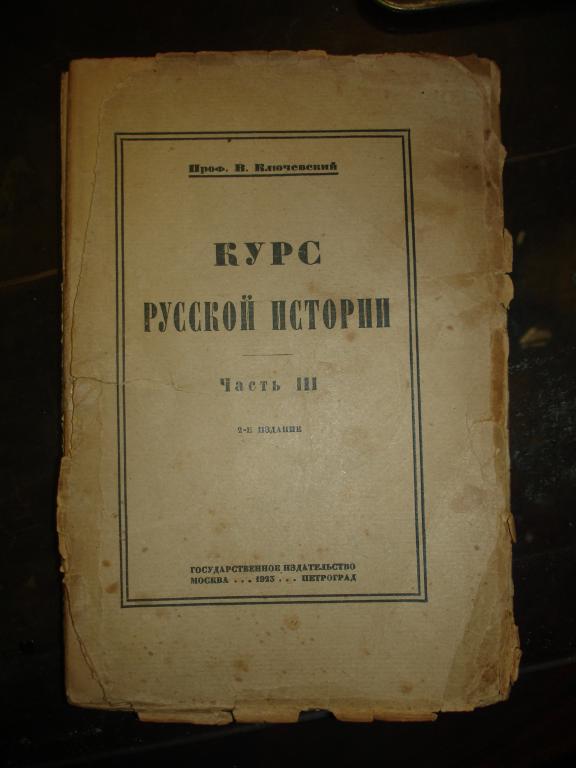 Проф. В. Ключевский
КУРС
РУССКОЙ ИСТОРИИ
Часть III
2-Е ИЗДАНИЕ
ГОСУДАРСТВЕННОЕ ИЗДАТЕЛЬСТВО
МОСКВА . . . 1923 . . . ПЕТРОГРАД